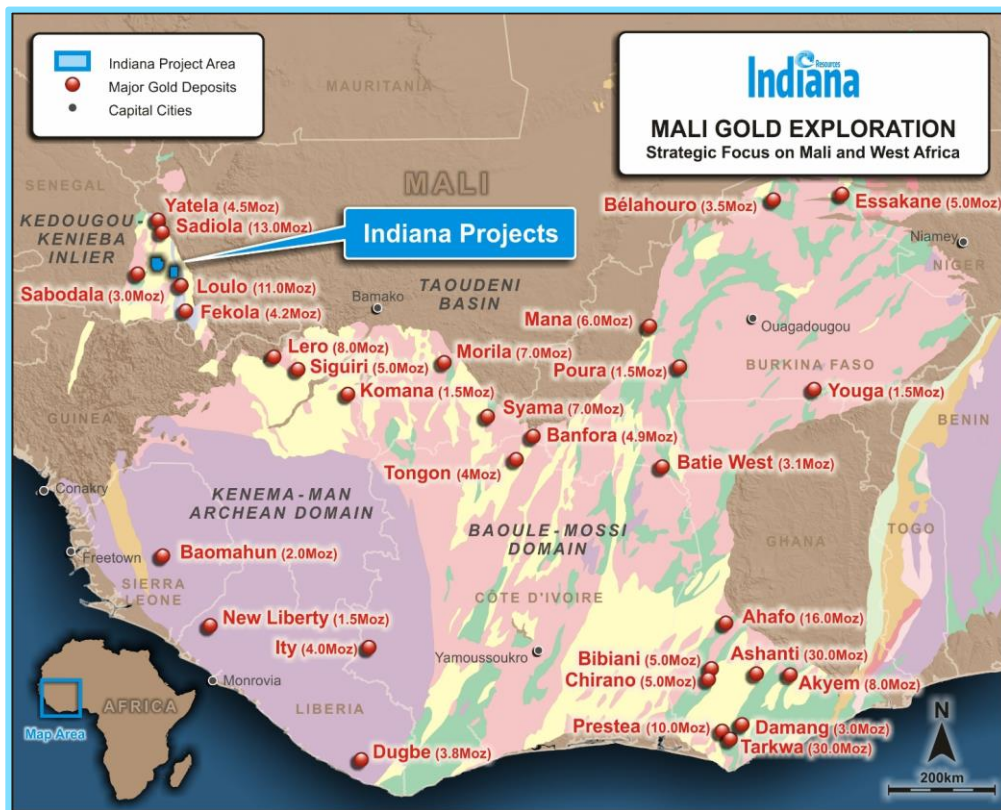 Indiana Project Area
Major Gold Deposits
Capital Cities
Indiana
Resources
MALI GOLD EXPLORATION
Strategic Focus on Mali and West Africa
MAURITANIA
SENEGAL
MALI
Yatela (4.5Moz)
Sadiola (13.0Moz)
KEDOUGOU-
KENIEBA
INLIER
Indiana Projects
Bélahouro (3.5Moz)
Essakane (5.0Moz)
Niamey
NIGER
Sabodala (3.0Moz)
Loulo (11.0Moz)
Fekola (4.2Moz)
TAOUDENI
BASIN
Bamako
Mana (6.0Moz)
Ouagadougou
Lero (8.0Moz)
Siguiri (5.0Moz)
Morila (7.0Moz)
Komana (1.5Moz)
Poura (1.5Moz)
BURKINA FASO
Youga (1.5Moz)
GUINEA
Syama (7.0Moz)
Banfora (4.9Moz)
BENIN
Tongon (4Moz)
Batie West (3.1Moz)
Conakry
KENEMA-MAN
ARCHEAN DOMAIN
BAOULE-MOSSI
DOMAIN
GHANA
TOGO
Freetown
Baomahun (2.0Moz)
SIERRA
LEONE
CÔTE D'IVOIRE
New Liberty (1.5Moz)
Ity (4.0Moz)
Yamoussoukro
Ahafo (16.0Moz)
Bibiani (5.0Moz)
Ashanti (30.0Moz)
Chirano (5.0Moz)
Akyem (8.0Moz)
Monrovia
LIBERIA
AFRICA
Map Area
Prestea (10.0Moz)
Damang (3.0Moz)
Tarkwa (30.0Moz)
Dugbe (3.8Moz)
N
200km